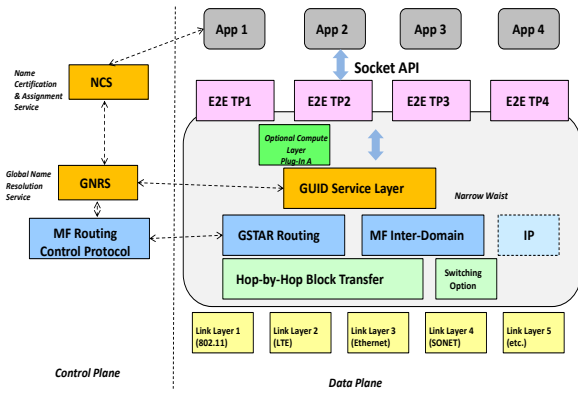 App 1
App 2
App 3
App 4
Name
Certification
& Assignment
Service
NCS
Socket API
E2E TP1
E2E TP2
E2E TP3
E2E TP4
Optional Compute
Layer
Plug-In A
Global Name
Resolution
Service
GNRS
GUID Service Layer
Narrow Waist
MF Routing
Control Protocol
GSTAR Routing
MF Inter-Domain
IP
Hop-by-Hop Block Transfer
Switching
Option
Link Layer 1
(802.11)
Link Layer 2
(LTE)
Link Layer 3
(Ethernet)
Link Layer 4
(SONET)
Link Layer 5
(etc.)
Control Plane
Data Plane